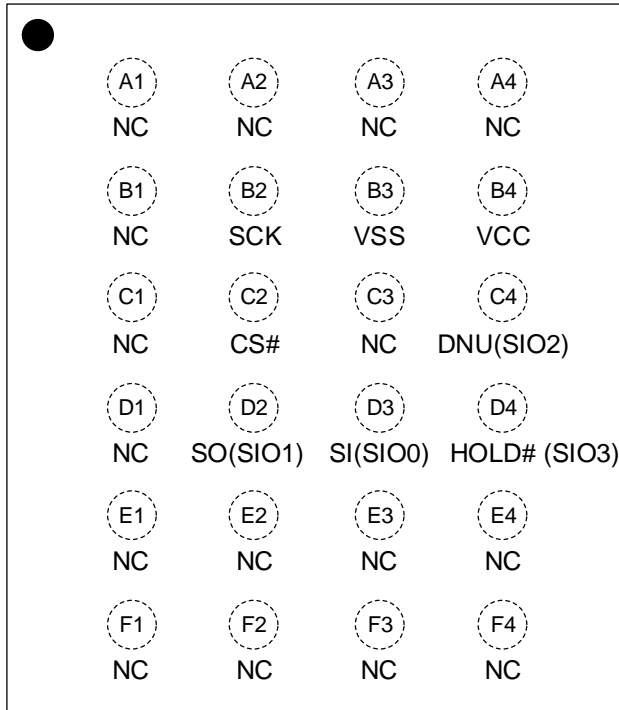 A1 A2 A3 A4
NC NC NC NC
B1 B2 B3 B4
NC SCK VSS VCC
C1 C2 C3 C4
NC CS# NC DNU(SIO2)
D1 D2 D3 D4
NC SO(SIO1) SI(SIO0) HOLD# (SIO3)
E1 E2 E3 E4
NC NC NC NC
F1 F2 F3 F4
NC NC NC NC